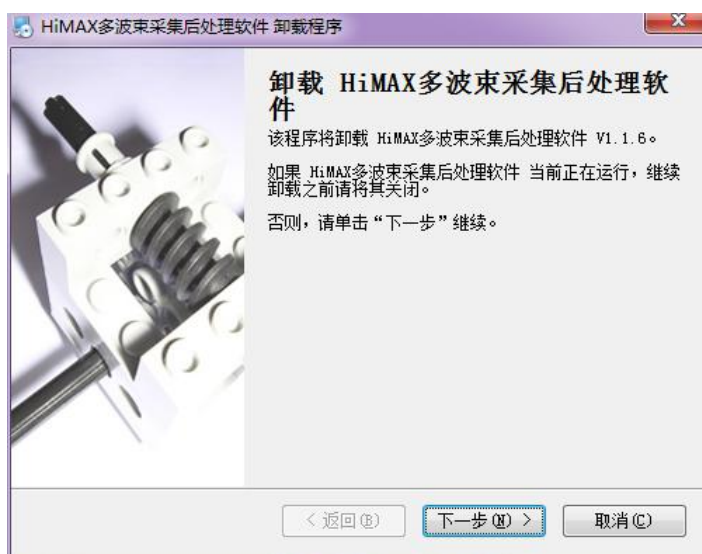 HiMAX多波束采集后处理软件 卸载程序
卸载 HiMAX多波束采集后处理软
件
该程序将卸载 HiMAX多波束采集后处理软件 V1.1.6。
如果 HiMAX多波束采集后处理软件 当前正在运行，继续
卸载之前请将其关闭。
否则，请单击“下一步”继续。
< 返回(B)
下一步(N) >
取消(C)